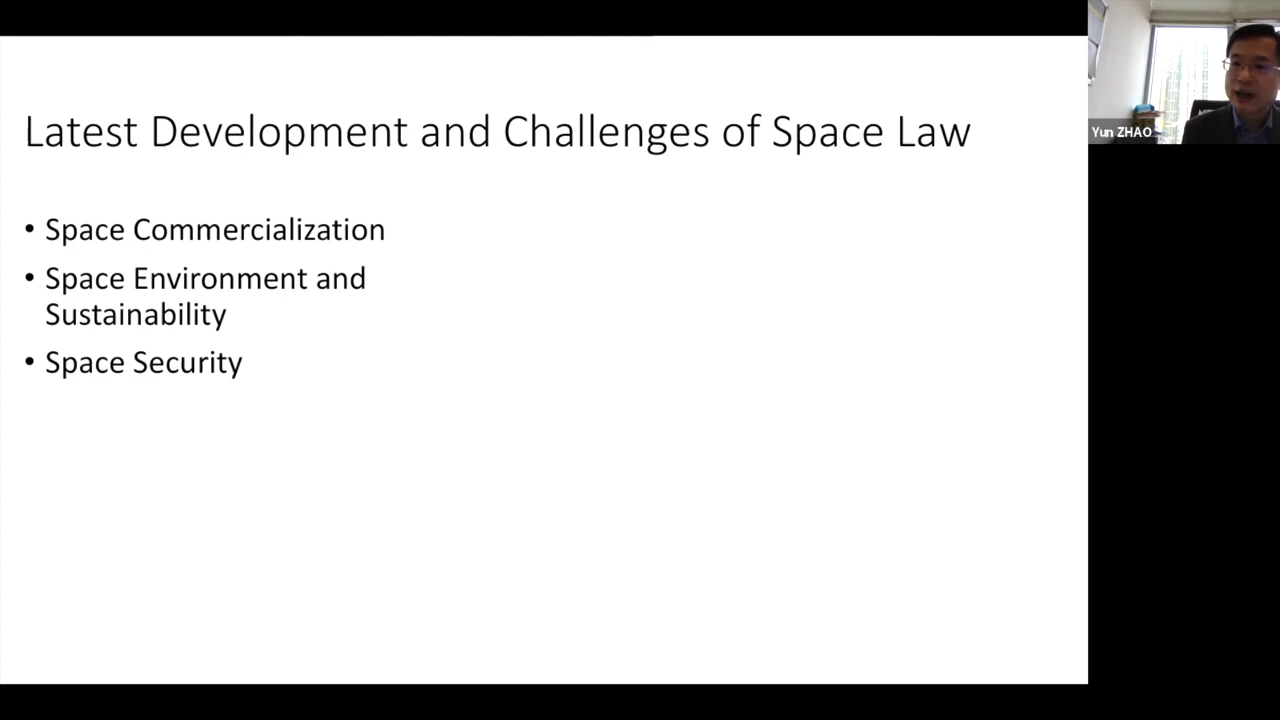 Latest Development and Challenges of Space Law
• Space Commercialization
• Space Environment and
Sustainability
• Space Security
Yun ZHAO